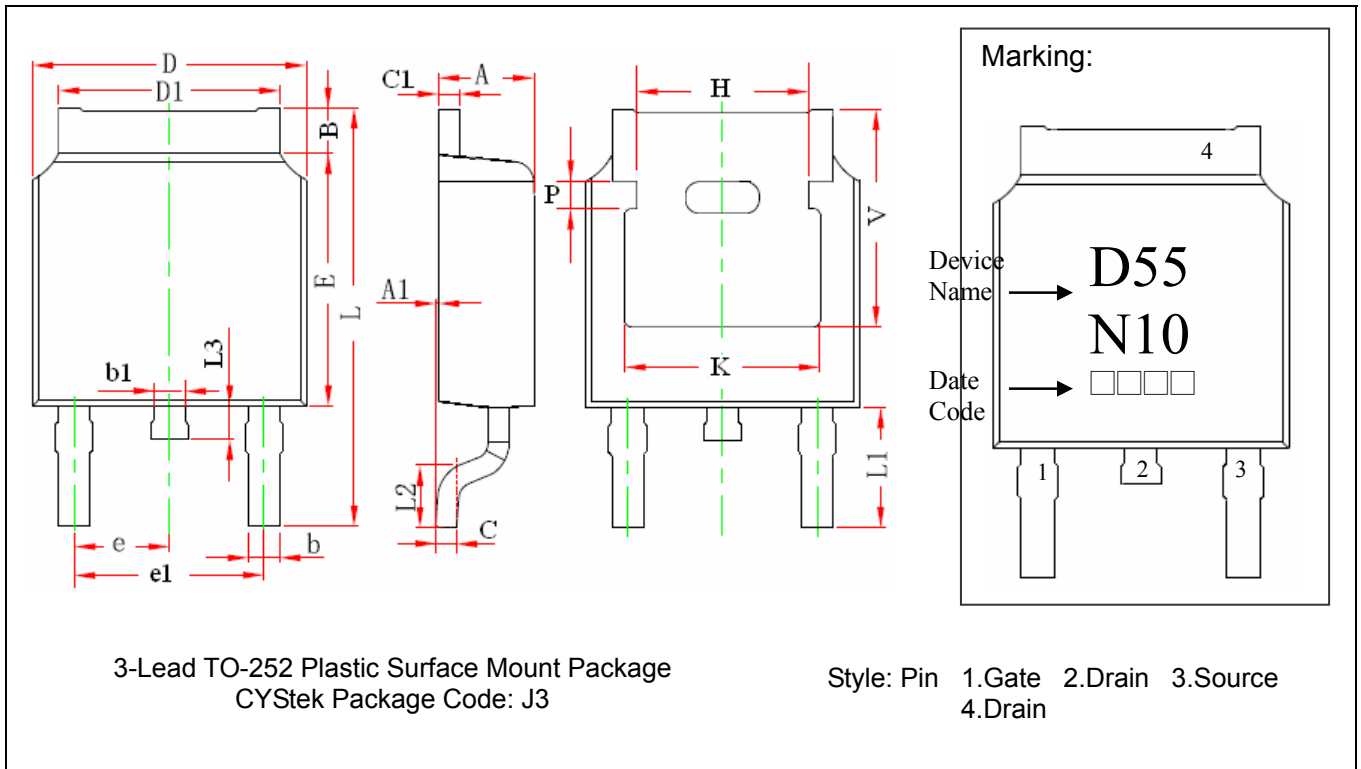 D
D1
B
E
L
L3
b1
e
e1
b
C1
A
A1
L2
C
H
P
V
K
L1
Marking:
4
Device
Name
D55
N10
Date
Code
□□□□
1
2
3
3-Lead TO-252 Plastic Surface Mount Package
CYStek Package Code: J3
Style: Pin 1.Gate 2.Drain 3.Source
4.Drain